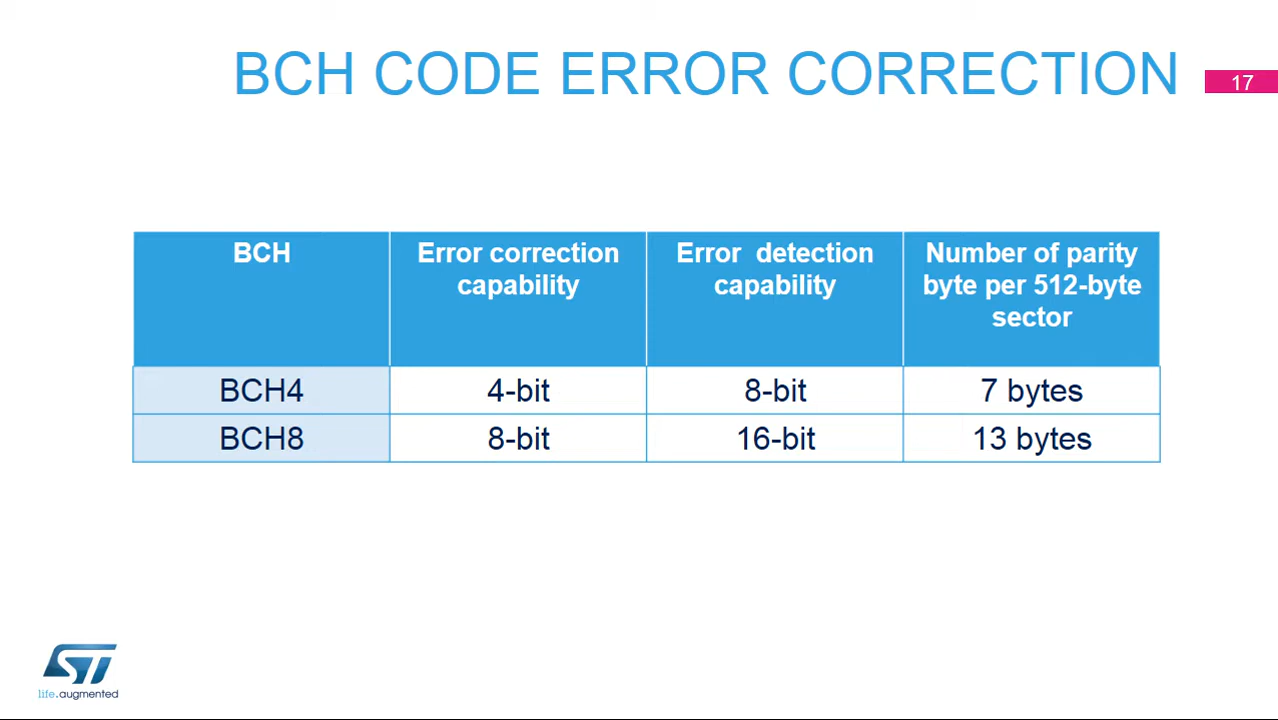 BCH CODE ERROR CORRECTION
17
BCH
Error correction
capability
Error detection
capability
Number of parity
byte per 512-byte
sector
BCH4
4-bit
8-bit
7 bytes
BCH8
8-bit
16-bit
13 bytes
ST
life.augmented